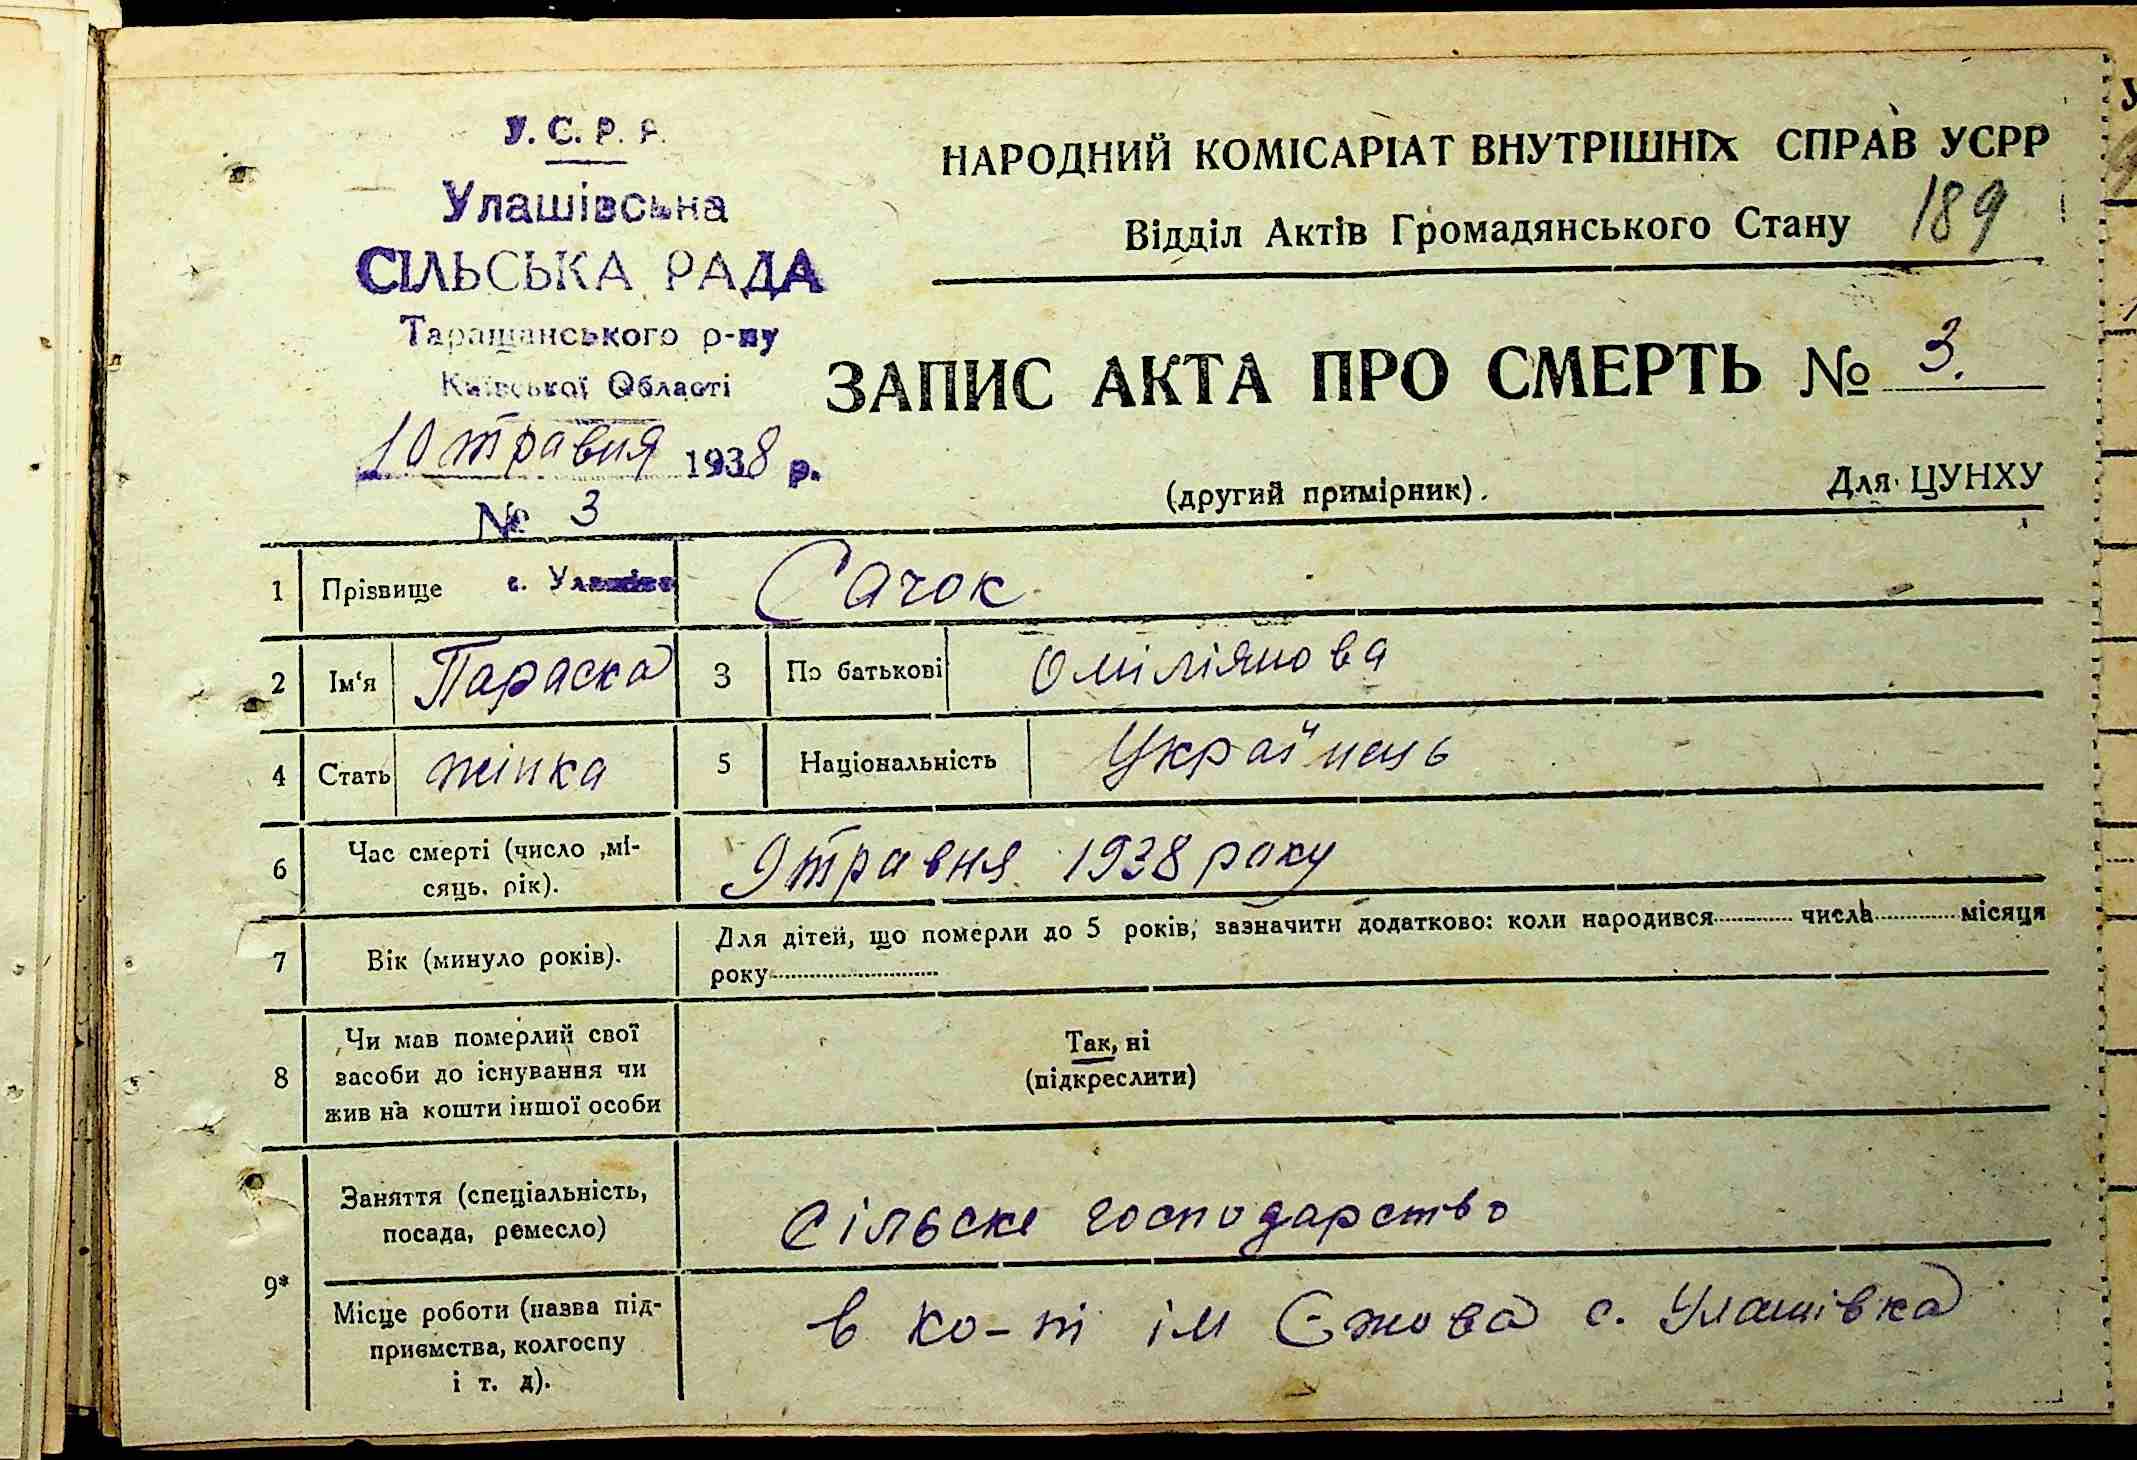 У. С. Р. Р.
Улашівська
СІЛЬСЬКА РАДА
Таращанського р-ну
Київської Області
10 травня 1938 р.
№ 3
НАРОДНИЙ КОМІСАРІАТ ВНУТРІШНІХ СПРАВ УСРР
Відділ Актів Громадянського Стану 189
ЗАПИС АКТА ПРО СМЕРТЬ № 3.
(другий примірник).
Для ЦУНХУ
1 Прізвище с. Улашівка Сачок
2 Ім'я Параска 3 По батькові Оміліянова
4 Стать жінка 5 Національність Українець
6 Час смерті (число ,мі-
сяць. рік).
9 травня 1938 року
7 Вік (минуло років).
Для дітей, що померли до 5 років, зазначити додатково: коли народився числа місяця
року
8 Чи мав померлий свої
засоби до існування чи
жив на кошти іншої особи
Так, ні
(підкреслити)
9* Заняття (спеціальність,
посада, ремесло)
Сільске господарство
Місце роботи (назва під-
приємства, колгоспу
і т. д).
в ко-пі ім Єжова с. Улашівка